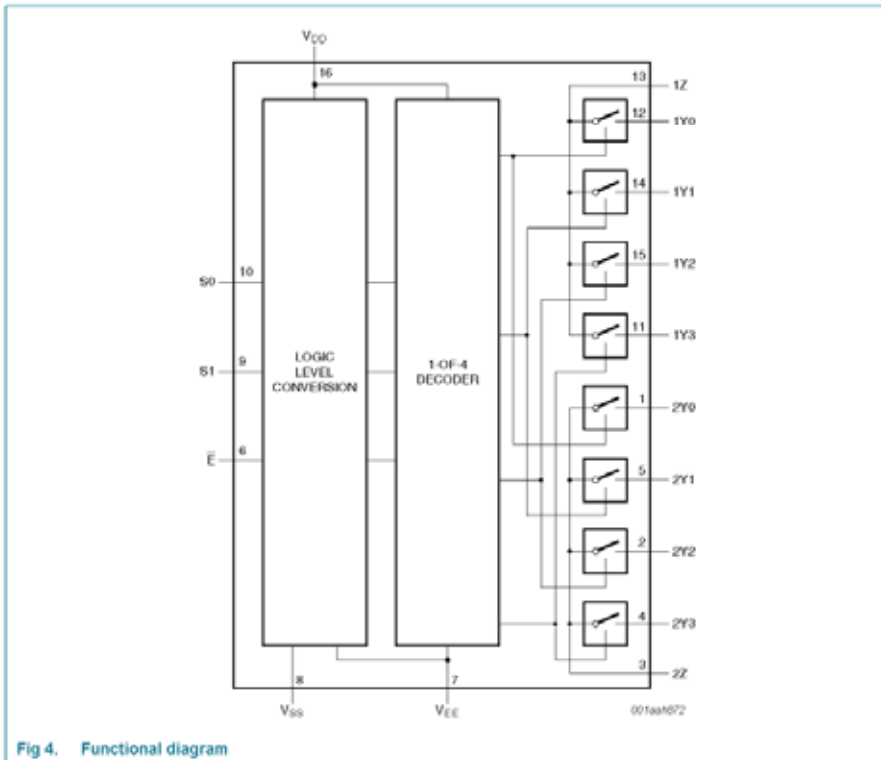 VDD
16
13
1Z
12
1Y0
14
1Y1
15
1Y2
11
1Y3
S0
10
S1
9
E
6
LOGIC
LEVEL
CONVERSION
1-OF-4
DECODER
1
2Y0
5
2Y1
2
2Y2
4
2Y3
3
2Z
8
7
VSS
VEE
001aah872
Fig 4. Functional diagram